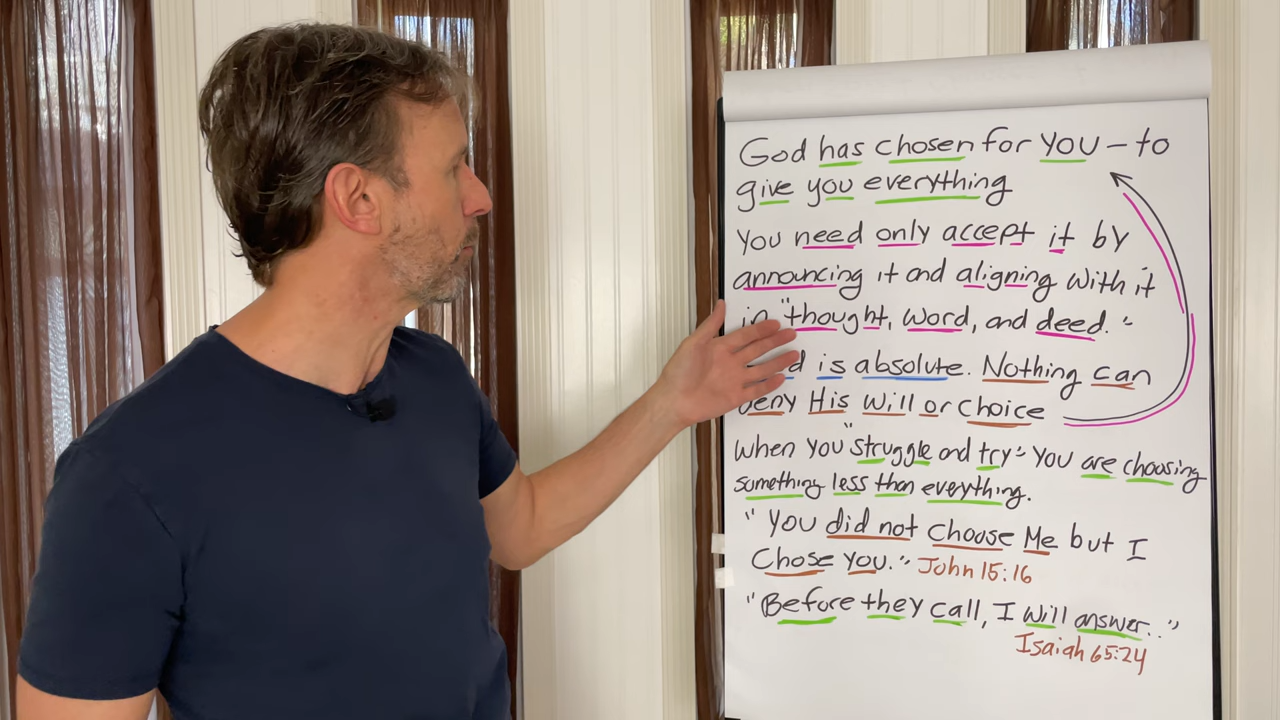 God has chosen for you – to
give you everything
You need only accept it by
announcing it and aligning with it
in "thought, word, and deed."
is absolute. Nothing can
deny His will or choice
When you "struggle and try" you are choosing
something less than everything.
"You did not choose Me but I
Chose you." John 15:16
"Before they call, I will answer.."
Isaiah 65:24